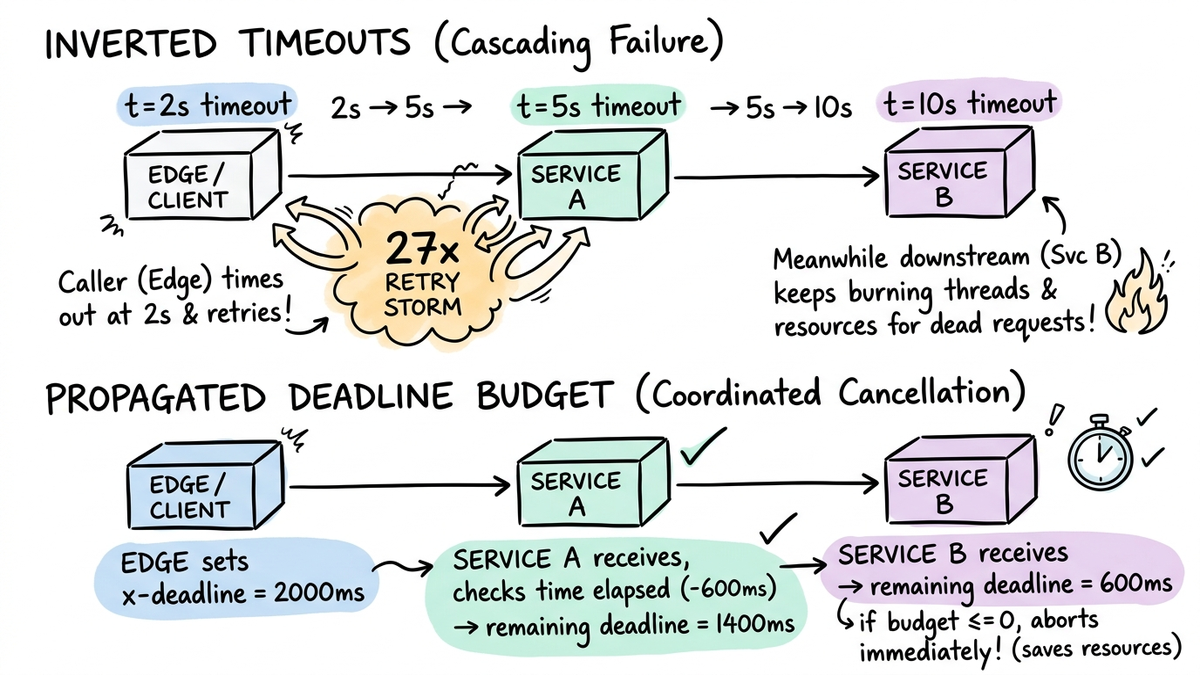 INVERTED TIMEOUTS (Cascading Failure)
t=2s timeout
2s → 5s →
t=5s timeout
→ 5s → 10s
t=10s timeout
EDGE/
CLIENT
SERVICE
A
SERVICE
B
27x
RETRY
STORM
Caller (Edge) times
out at 2s & retries!
Meanwhile downstream (Svc B)
keeps burning threads &
resources for dead requests!
PROPAGATED DEADLINE BUDGET (Coordinated Cancellation)
EDGE/
CLIENT
SERVICE
A
SERVICE
B
EDGE sets
x-deadline = 2000ms
SERVICE A receives,
checks time elapsed (-600ms)
→ remaining deadline = 1400ms
SERVICE B receives
→ remaining deadline = 600ms
if budget <=0, aborts
immediately! (saves resources)